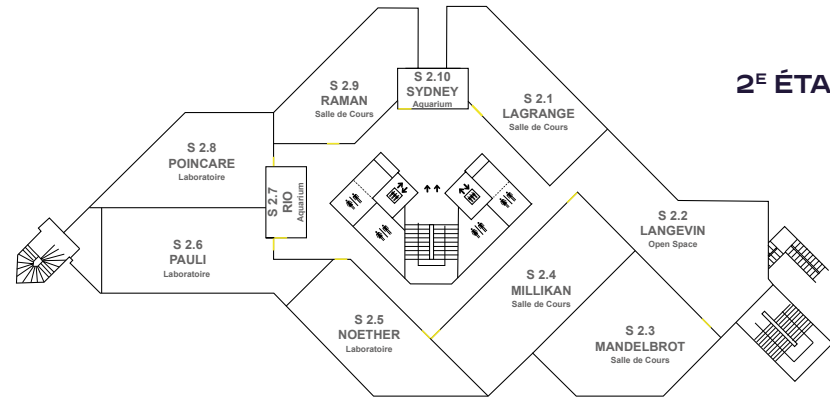 2E ÉTA
S 2.10
SYDNEY
Aquarium
S 2.9
RAMAN
Salle de Cours
S 2.1
LAGRANGE
Salle de Cours
S 2.8
POINCARE
Laboratoire
S 2.7
RIO
Aquarium
S 2.2
LANGEVIN
Open Space
S 2.6
PAULI
Laboratoire
S 2.4
MILLIKAN
Salle de Cours
S 2.5
NOETHER
Laboratoire
S 2.3
MANDELBROT
Salle de Cours